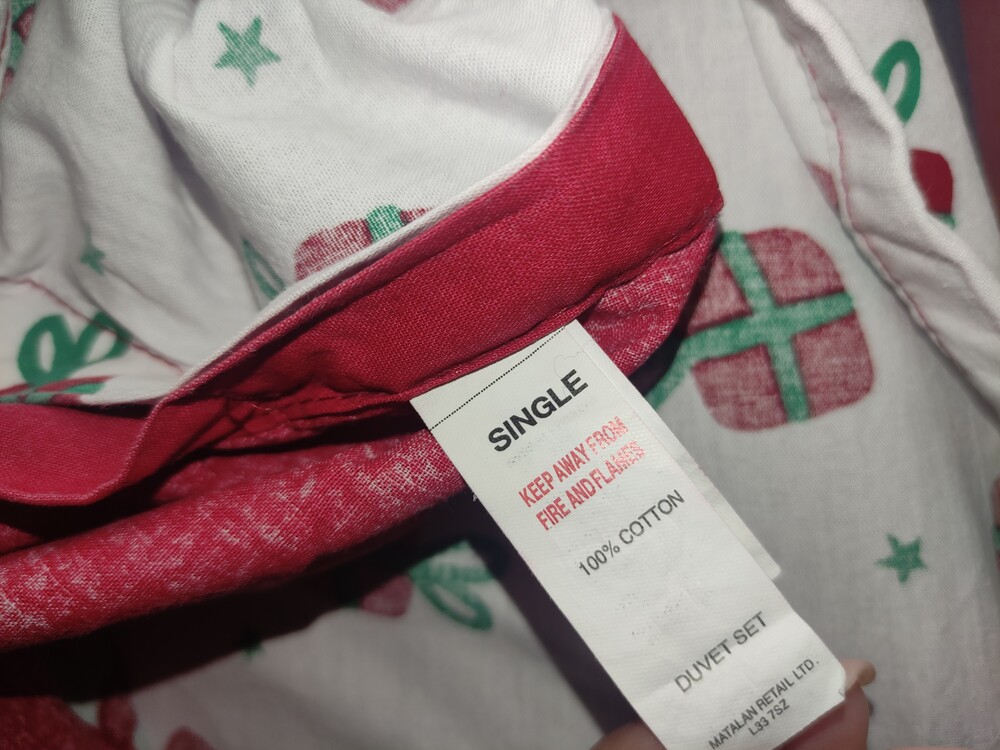 SINGLE
KEEP AWAY FROM
FIRE AND FLAMES
100% COTTON
DUVET SET
MATALAN RETAIL LTD.
L33 7SZ